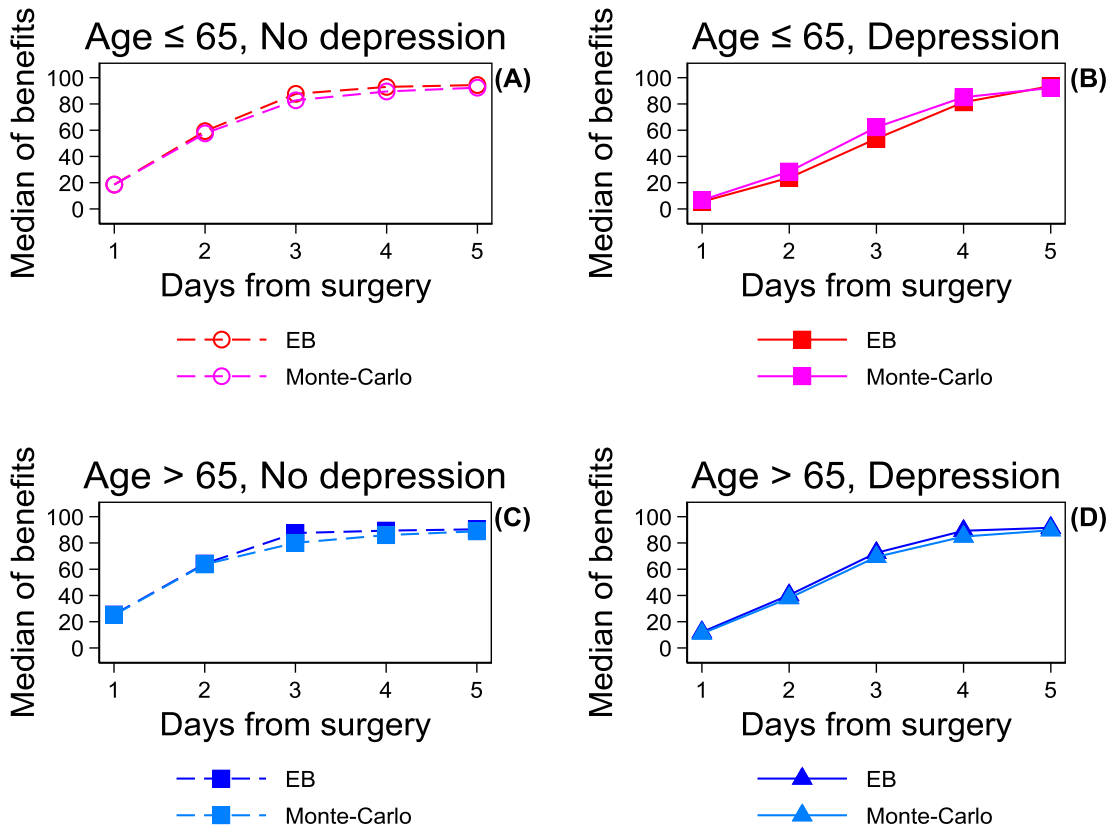 Age ≤ 65, No depression
(A)
Median of benefits
100
80
60
40
20
0
1 2 3 4 5
Days from surgery
EB
Monte-Carlo
Age ≤ 65, Depression
(B)
Median of benefits
100
80
60
40
20
0
1 2 3 4 5
Days from surgery
EB
Monte-Carlo
Age > 65, No depression
(C)
Median of benefits
100
80
60
40
20
0
1 2 3 4 5
Days from surgery
EB
Monte-Carlo
Age > 65, Depression
(D)
Median of benefits
100
80
60
40
20
0
1 2 3 4 5
Days from surgery
EB
Monte-Carlo